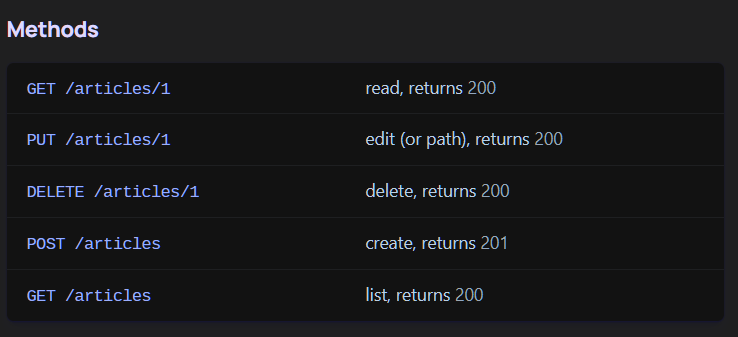 Methods
GET /articles/1 read, returns 200
PUT /articles/1 edit (or path), returns 200
DELETE /articles/1 delete, returns 200
POST /articles create, returns 201
GET /articles list, returns 200